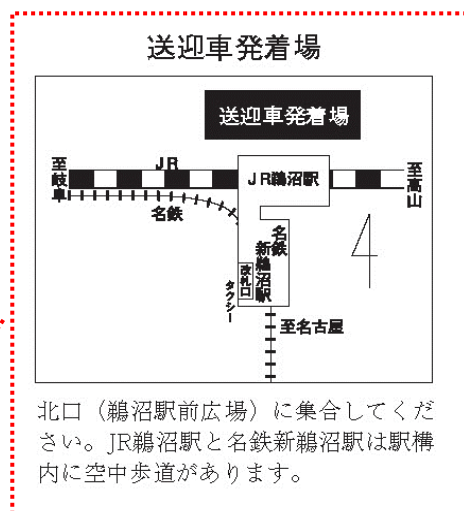 送迎車発着場
送迎車発着場
至岐阜
JR
JR鵜沼駅
至高山
名鉄
名鉄
新鵜沼駅
改札口
タクシー
至名古屋
北口（鵜沼駅前広場）に集合してくだ
さい。JR鵜沼駅と名鉄新鵜沼駅は駅構
内に空中歩道があります。